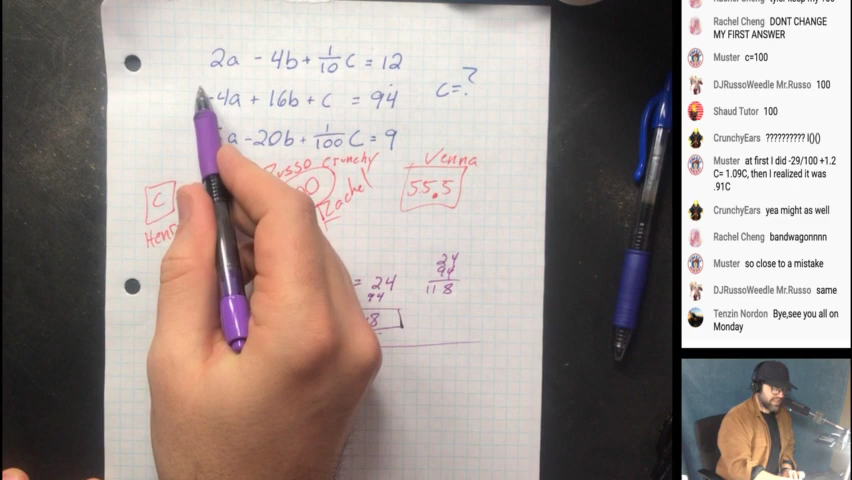 2a - 4b + 1/10 C = 12
-4a + 16b + C = 94
C = ?
a - 20b + 1/100 C = 9
Russo Crunchy
Venna
C
55.5
Rachel
Henr
= 24
94
8
24
94
118
Rachel Cheng DONT CHANGE
MY FIRST ANSWER
Muster c=100
DJRussoWeedle Mr.Russo 100
Shaud Tutor 100
CrunchyEars ?????????? I()()
Muster at first I did -29/100 +1.2
C= 1.09C, then I realized it was
.91C
CrunchyEars yea might as well
Rachel Cheng bandwagonnnn
Muster so close to a mistake
DJRussoWeedle Mr.Russo same
Tenzin Nordon Bye,see you all on
Monday